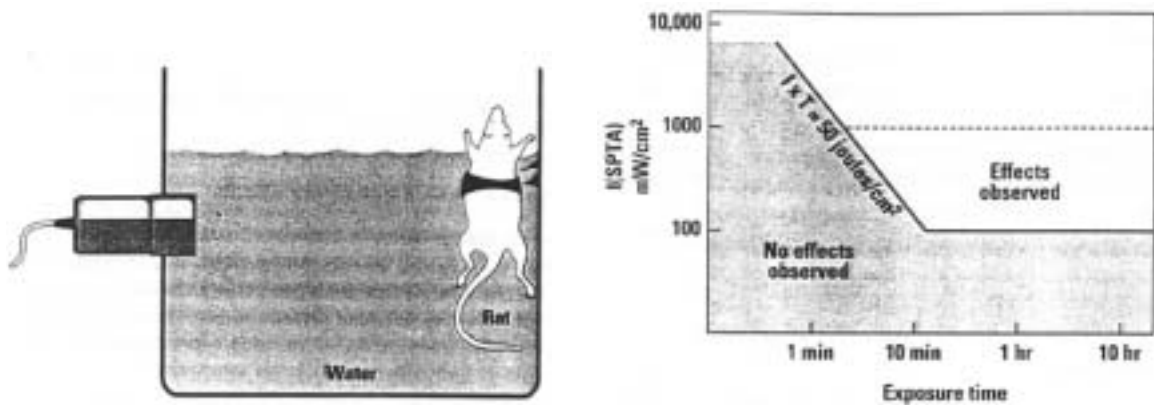 Rat
Water
10,000
1000
100
I(SPTA)
mW/cm²
I x T = 50 joules/cm²
Effects
observed
No effects
observed
1 min
10 min
1 hr
10 hr
Exposure time